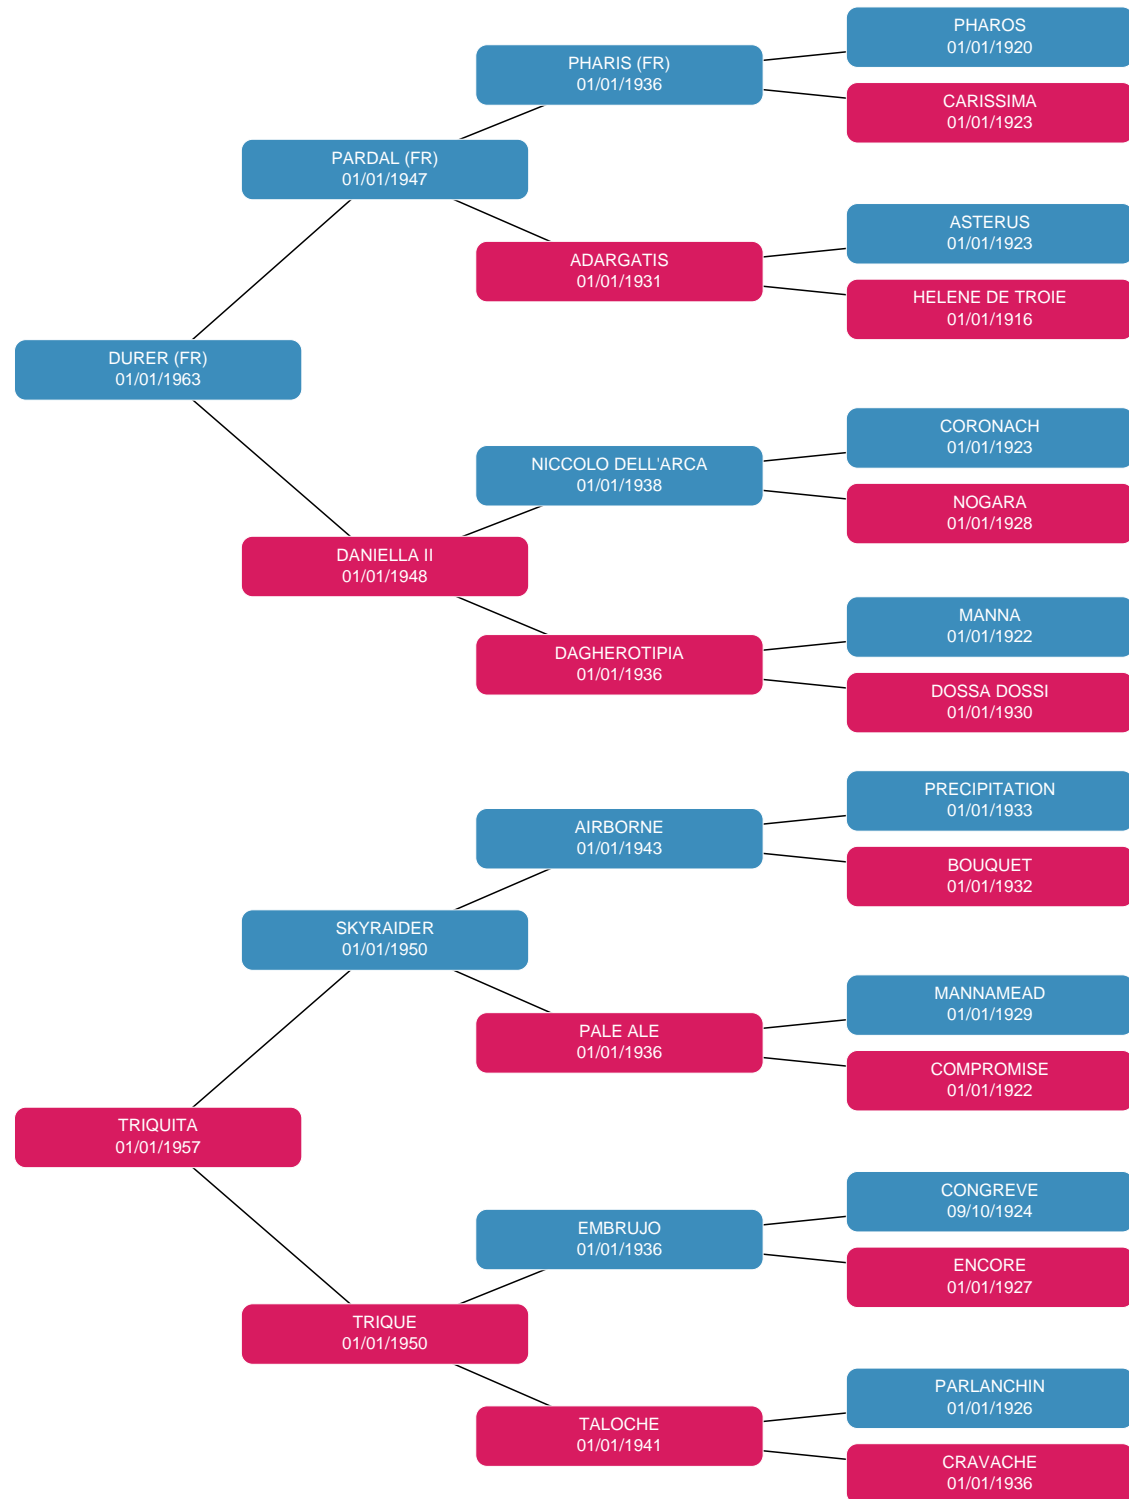 PHAROS
01/01/1920
PHARIS (FR)
01/01/1936
CARISSIMA
01/01/1923
PARDAL (FR)
01/01/1947
ASTERUS
01/01/1923
ADARGATIS
01/01/1931
HELENE DE TROIE
01/01/1916
DURER (FR)
01/01/1963
CORONACH
01/01/1923
NICCOLO DELL'ARCA
01/01/1938
NOGARA
01/01/1928
DANIELLA II
01/01/1948
MANNA
01/01/1922
DAGHEROTIPIA
01/01/1936
DOSSA DOSSI
01/01/1930
PRECIPITATION
01/01/1933
AIRBORNE
01/01/1943
BOUQUET
01/01/1932
SKYRAIDER
01/01/1950
MANNAMEAD
01/01/1929
PALE ALE
01/01/1936
COMPROMISE
01/01/1922
TRIQUITA
01/01/1957
CONGREVE
09/10/1924
EMBRUJO
01/01/1936
ENCORE
01/01/1927
TRIQUE
01/01/1950
PARLANCHIN
01/01/1926
TALOCHE
01/01/1941
CRAVACHE
01/01/1936